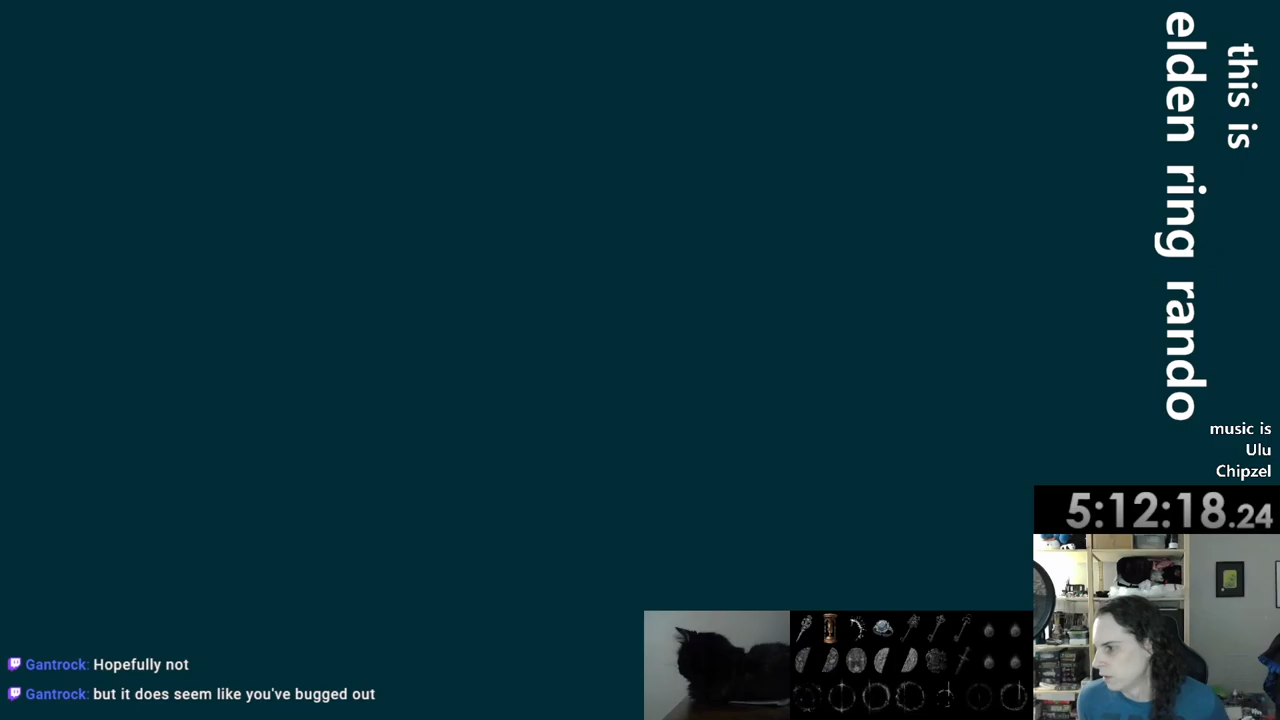 this is
elden ring rando
music is
Ulu
Chipzel
5:12:18.24
Gantrock: Hopefully not
Gantrock: but it does seem like you've bugged out